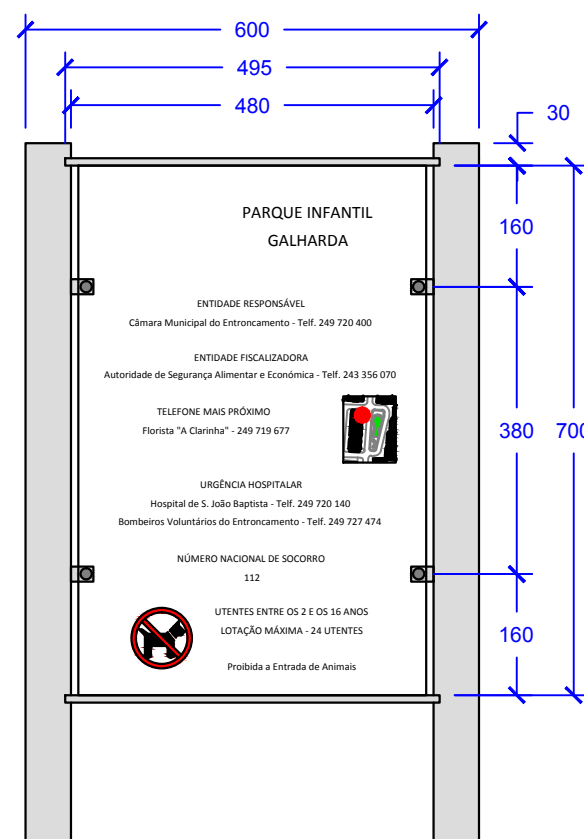 600
495
480
30
PARQUE INFANTIL
GALHARDA
160
ENTIDADE RESPONSÁVEL
Câmara Municipal do Entroncamento - Telf. 249 720 400
ENTIDADE FISCALIZADORA
Autoridade de Segurança Alimentar e Económica - Telf. 243 356 070
TELEFONE MAIS PRÓXIMO
Florista "A Clarinha" - 249 719 677
380
700
URGÊNCIA HOSPITALAR
Hospital de S. João Baptista - Telf. 249 720 140
Bombeiros Voluntários do Entroncamento - Telf. 249 727 474
NÚMERO NACIONAL DE SOCORRO
112
UTENTES ENTRE OS 2 E OS 16 ANOS
LOTAÇÃO MÁXIMA - 24 UTENTES
160
Proibida a Entrada de Animais